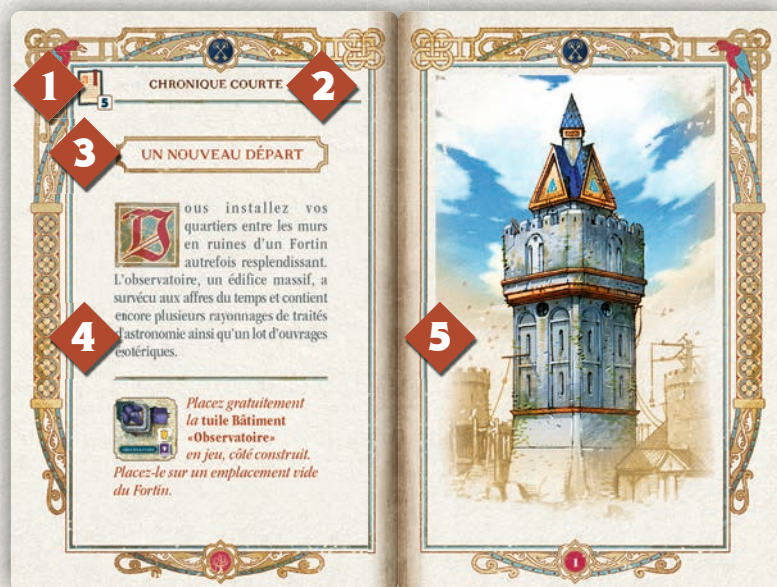 1
5
CHRONIQUE COURTE
2
3
UN NOUVEAU DÉPART
Vous installez vos
quartiers entre les murs
en ruines d'un Fortin
autrefois resplendissant.
L'observatoire, un édifice massif, a
survécu aux affres du temps et contient
encore plusieurs rayonnages de traités
4
d'astronomie ainsi qu'un lot d'ouvrages
ésotériques.
Placez gratuitement
la tuile Bâtiment
«Observatoire»
en jeu, côté construit.
Placez-le sur un emplacement vide
du Fortin.
5
1